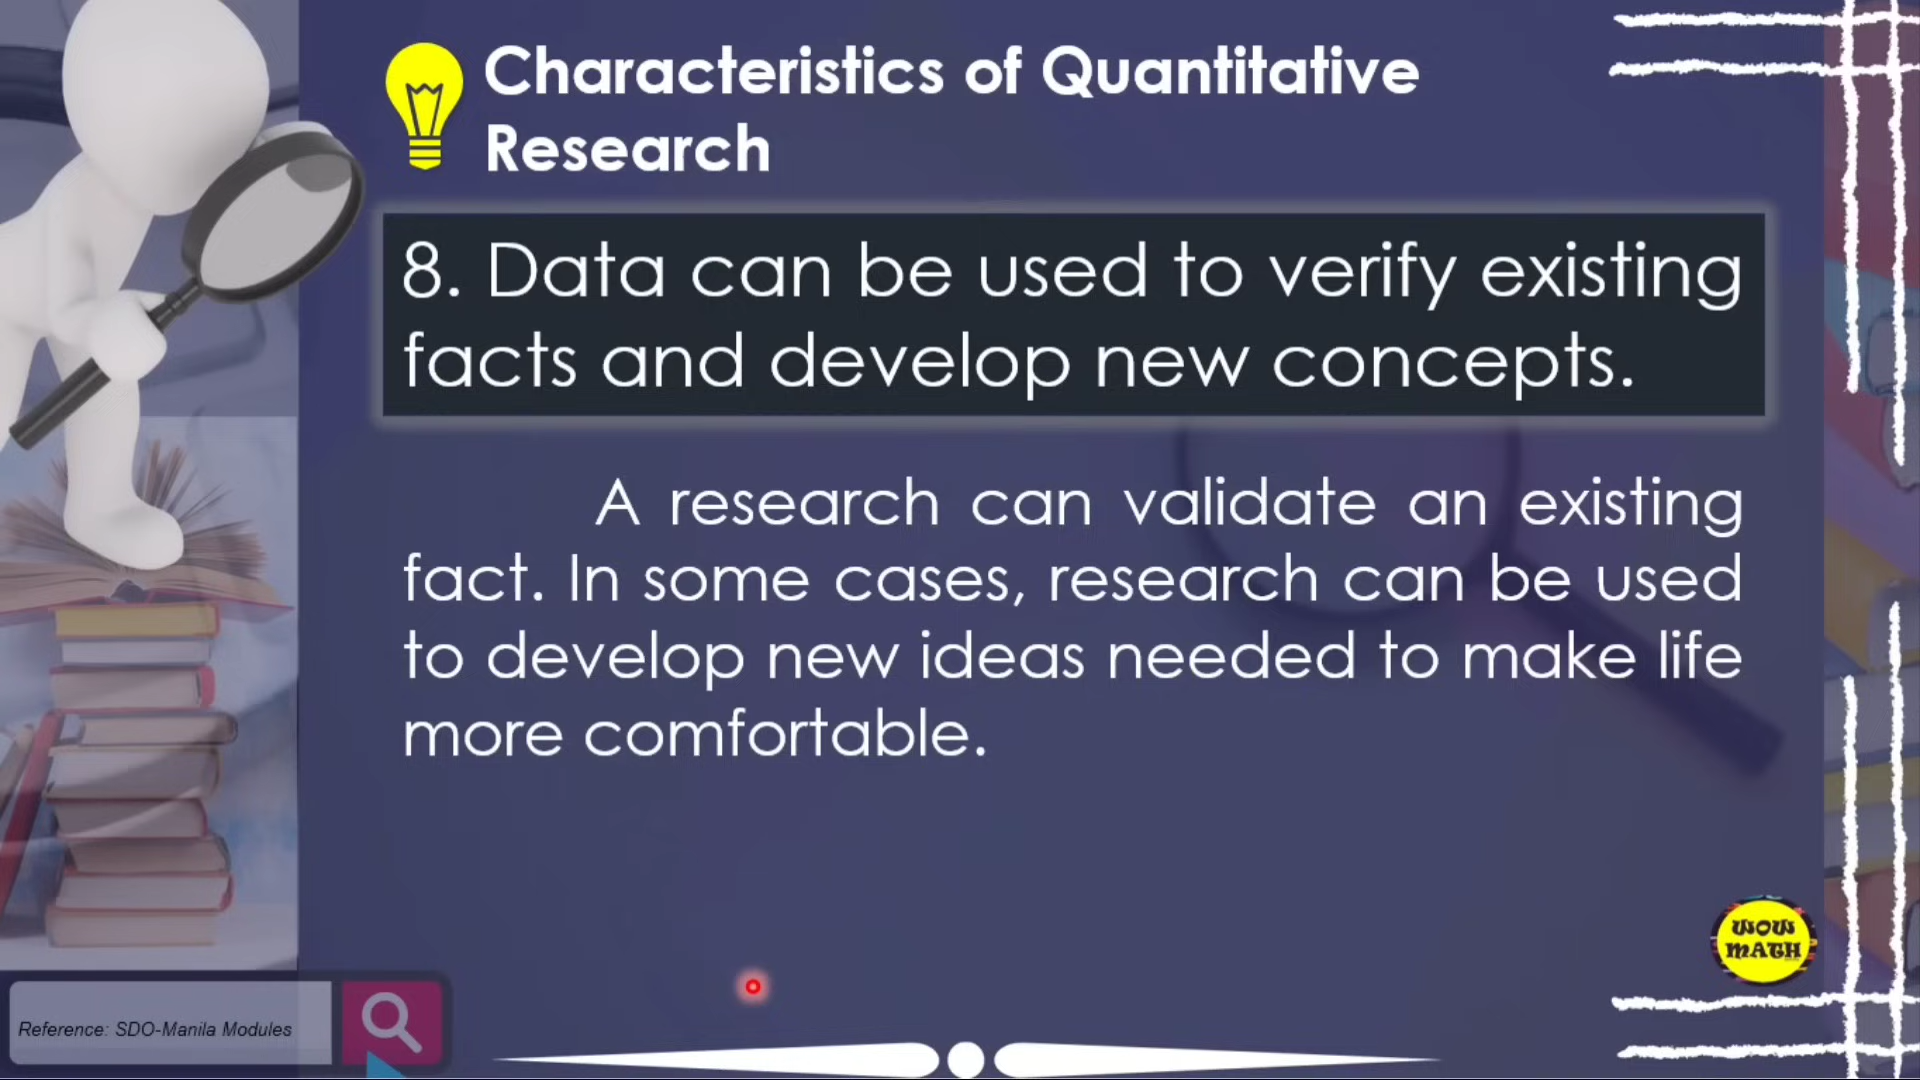 Characteristics of Quantitative
Research
8. Data can be used to verify existing
facts and develop new concepts.
A research can validate an existing
fact. In some cases, research can be used
to develop new ideas needed to make life
more comfortable.
WOW
MATH
Reference: SDO-Manila Modules